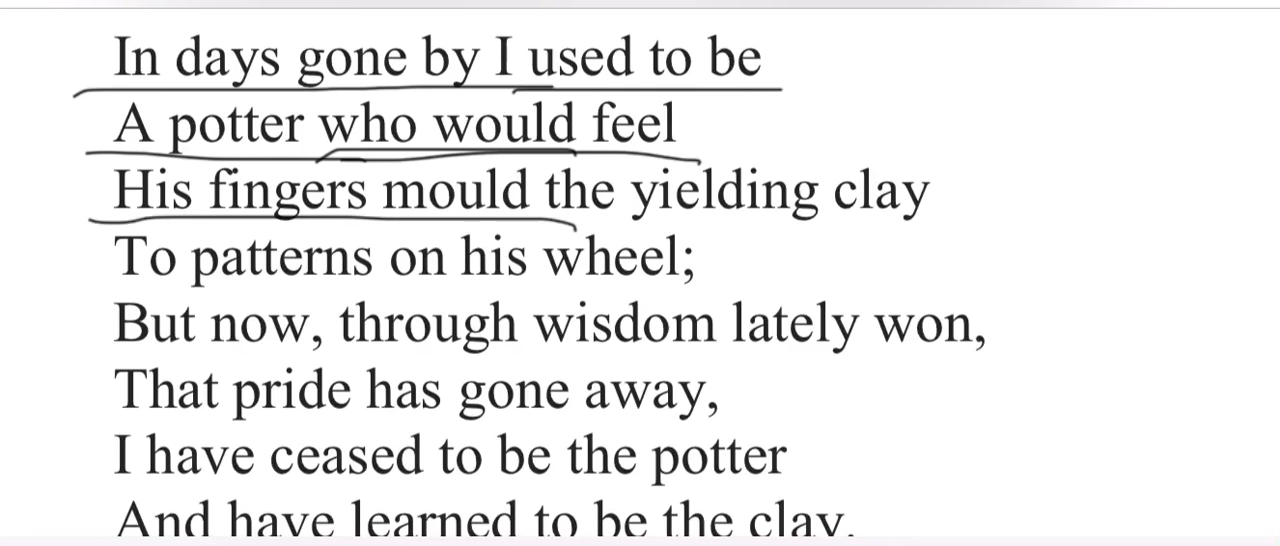 In days gone by I used to be
A potter who would feel
His fingers mould the yielding clay
To patterns on his wheel;
But now, through wisdom lately won,
That pride has gone away,
I have ceased to be the potter
And have learned to be the clay.